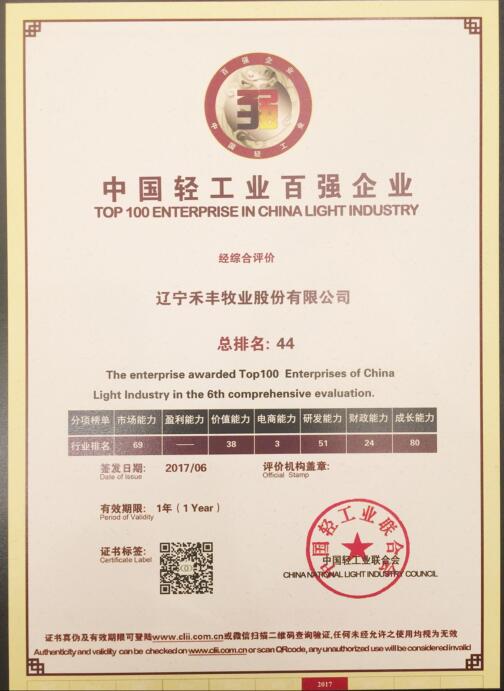 百强企业
中国轻工业
中国轻工业百强企业
TOP 100 ENTERPRISE IN CHINA LIGHT INDUSTRY
经综合评价
辽宁禾丰牧业股份有限公司
总排名: 44
The enterprise awarded Top100 Enterprises of China
Light Industry in the 6th comprehensive evaluation.
分项榜单 市场能力 盈利能力 价值能力 电商能力 研发能力 财政能力 成长能力
行业排名 69 —— 38 3 51 24 80
签发日期: 2017/06 评价机构盖章:
Date of Issue Official Stamp
有效期限: 1年（1 Year）
Period of Validity
证书标签:
Certificate Label
中国轻工业联合会
中国轻工业联合会
CHINA NATIONAL LIGHT INDUSTRY COUNCIL
证书真伪及有效期限可登陆www.clii.com.cn或微信扫描二维码查询验证,任何未经允许之使用均视为无效
Authenticity and validity can be checked on www.clii.com.cn or scan QRcode, any unauthorized use will be considered invalid
2017